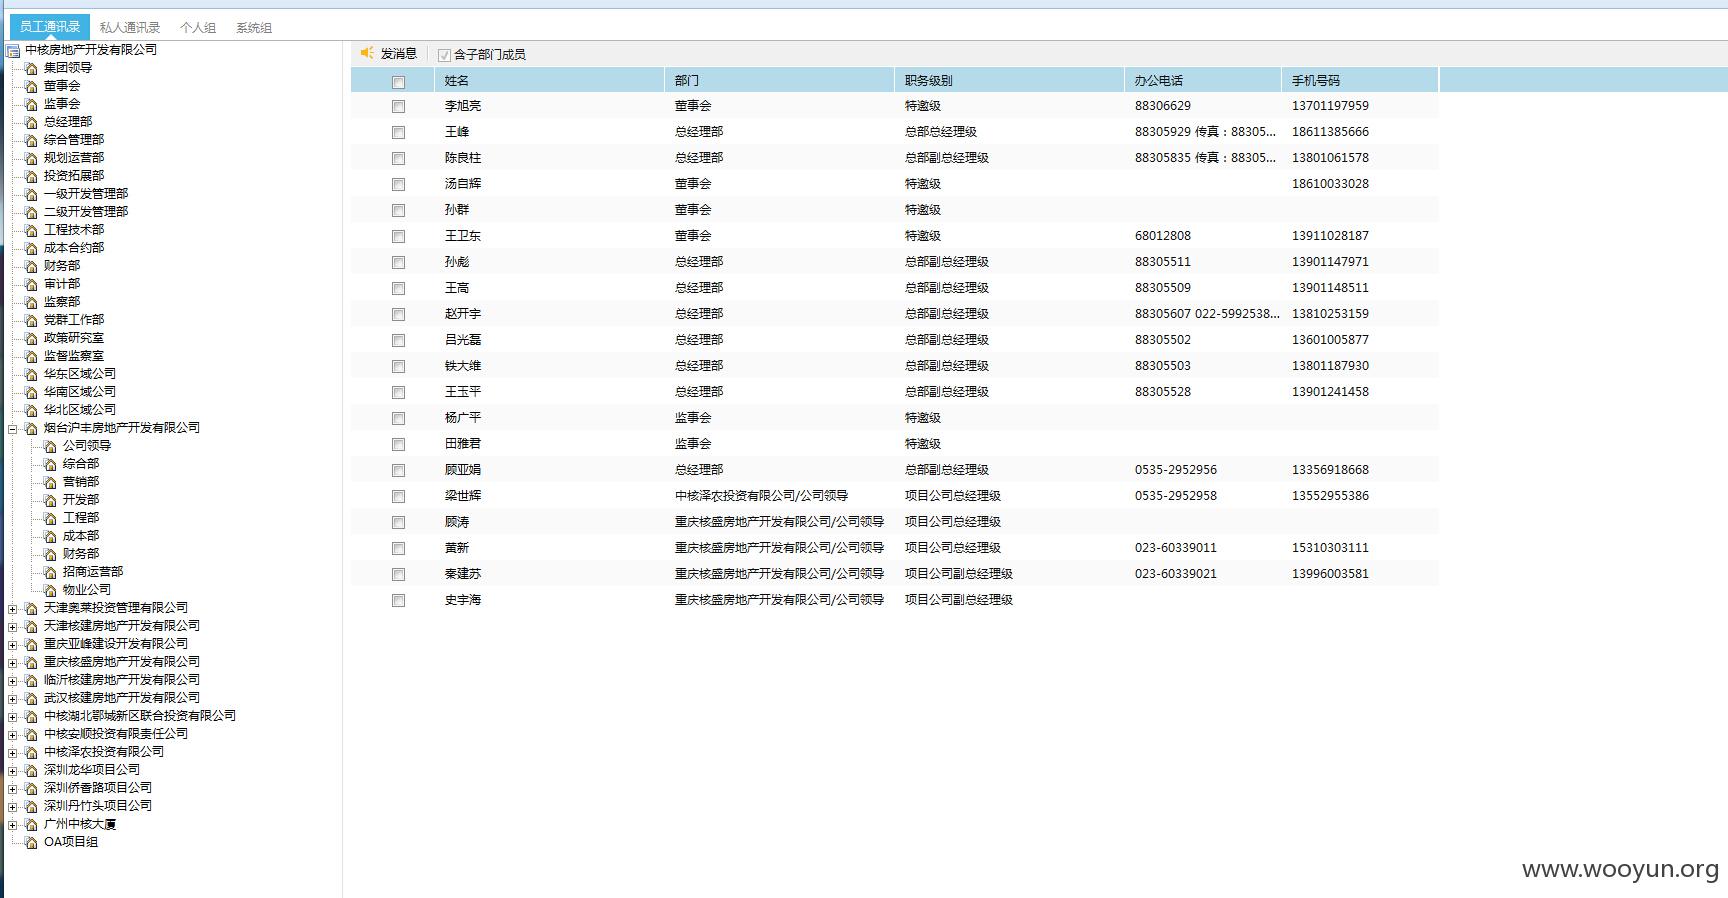 员工通讯录 私人通讯录 个人组 系统组
中核房地产开发有限公司
集团领导
董事会
监事会
总经理部
综合管理部
规划运营部
投资拓展部
一级开发管理部
二级开发管理部
工程技术部
成本合约部
财务部
审计部
监察部
党群工作部
政策研究室
监督监察室
华东区域公司
华南区域公司
华北区域公司
烟台沪丰房地产开发有限公司
公司领导
综合部
营销部
开发部
工程部
成本部
财务部
招商运营部
物业公司
天津奥莱投资管理有限公司
天津核建房地产开发有限公司
重庆亚峰建设开发有限公司
重庆核盛房地产开发有限公司
临沂核建房地产开发有限公司
武汉核建房地产开发有限公司
中核湖北鄂城新区联合投资有限公司
中核安顺投资有限责任公司
中核泽农投资有限公司
深圳龙华项目公司
深圳侨香路项目公司
深圳丹竹头项目公司
广州中核大厦
OA项目组
发消息 含子部门成员
姓名 部门 职务级别 办公电话 手机号码
李旭亮 董事会 特邀级 88306629 13701197959
王峰 总经理部 总部总经理级 88305929 传真：88305... 18611385666
陈良柱 总经理部 总部副总经理级 88305835 传真：88305... 13801061578
汤自辉 董事会 特邀级 18610033028
孙群 董事会 特邀级
王卫东 董事会 特邀级 68012808 13911028187
孙彪 总经理部 总部副总经理级 88305511 13901147971
王高 总经理部 总部副总经理级 88305509 13901148511
赵开宇 总经理部 总部副总经理级 88305607 022-5992538... 13810253159
吕光磊 总经理部 总部副总经理级 88305502 13601005877
铁大维 总经理部 总部副总经理级 88305503 13801187930
王玉平 总经理部 总部副总经理级 88305528 13901241458
杨广平 监事会 特邀级
田雅君 监事会 特邀级
顾亚娟 总经理部 总部副总经理级 0535-2952956 13356918668
梁世辉 中核泽农投资有限公司/公司领导 项目公司总经理级 0535-2952958 13552955386
顾涛 重庆核盛房地产开发有限公司/公司领导 项目公司总经理级
黄新 重庆核盛房地产开发有限公司/公司领导 项目公司总经理级 023-60339011 15310303111
秦建苏 重庆核盛房地产开发有限公司/公司领导 项目公司副总经理级 023-60339021 13996003581
史宇海 重庆核盛房地产开发有限公司/公司领导 项目公司副总经理级
www.wooyun.org